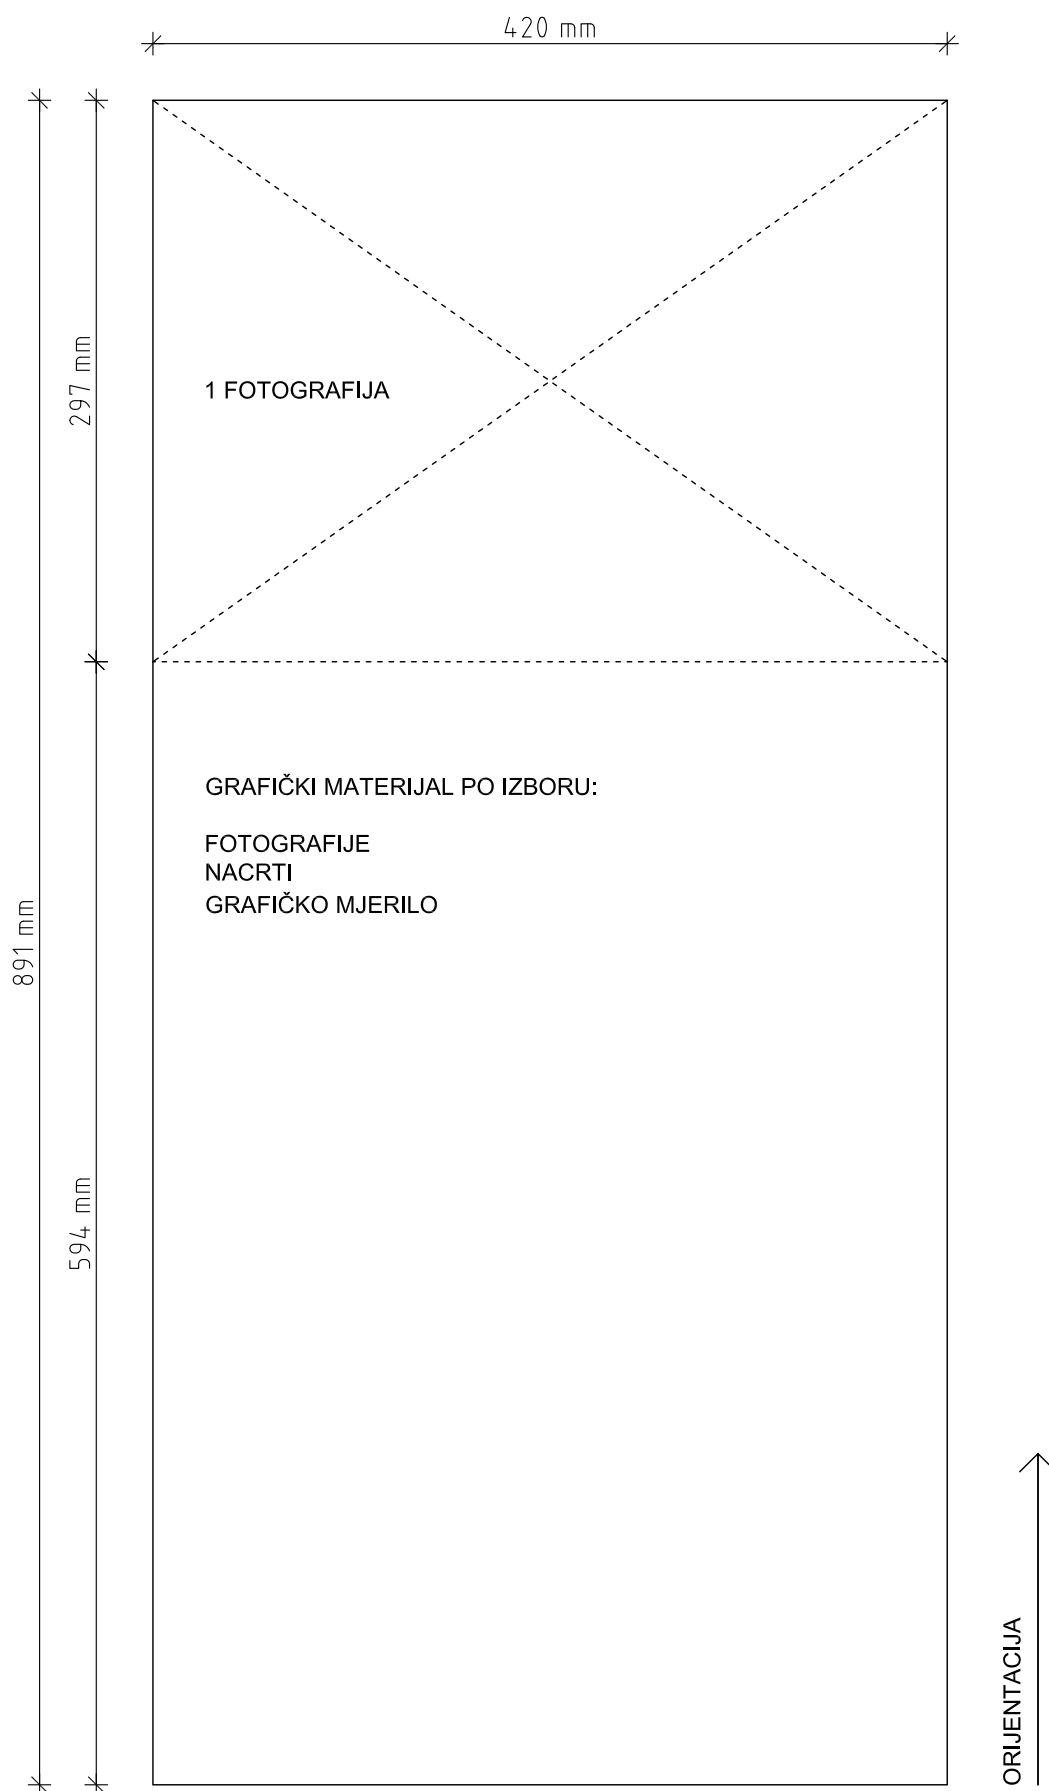 420 mm
297 mm
1 FOTOGRAFIJA
GRAFIČKI MATERIJAL PO IZBORU:
FOTOGRAFIJE
NACRTI
GRAFIČKO MJERILO
891 mm
594 mm
ORIJENTACIJA